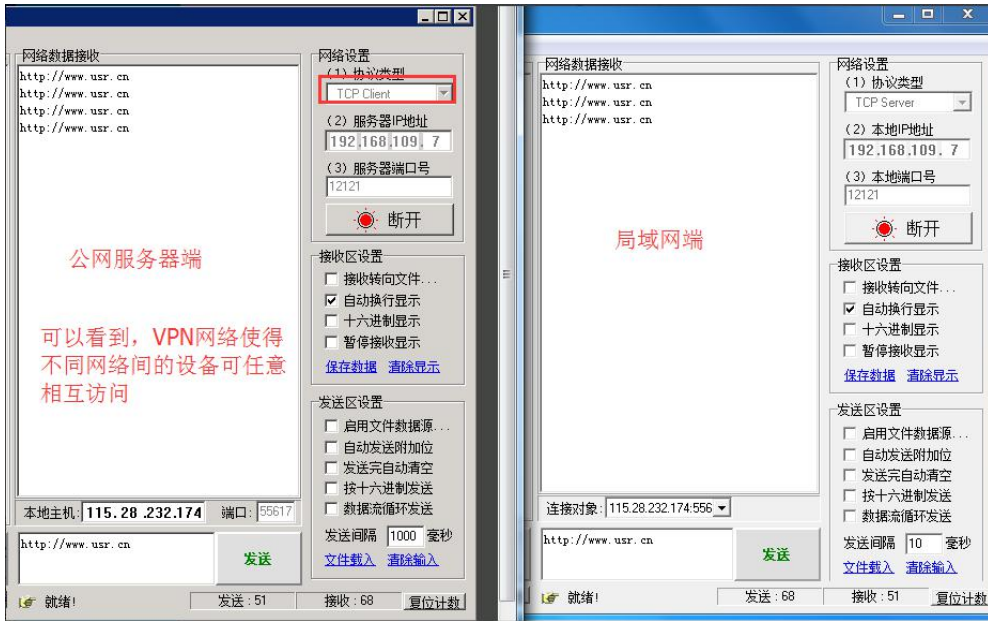 网络数据接收
http://www.usr.cn
http://www.usr.cn
http://www.usr.cn
http://www.usr.cn
公网服务器端
可以看到，VPN网络使得
不同网络间的设备可任意
相互访问
网络设置
（1）协议类型
TCP Client
（2）服务器IP地址
192.168.109. 7
（3）服务器端口号
12121
断开
接收区设置
接收转向文件...
自动换行显示
十六进制显示
暂停接收显示
保存数据 清除显示
发送区设置
启用文件数据源...
自动发送附加位
发送完自动清空
按十六进制发送
数据流循环发送
发送间隔 1000 毫秒
文件载入 清除输入
本地主机: 115. 28 .232.174 端口: 55617
http://www.usr.cn
发送
就绪! 发送:51 接收:68 复位计数
网络数据接收
http://www.usr.cn
http://www.usr.cn
http://www.usr.cn
局域网端
网络设置
（1）协议类型
TCP Server
（2）本地IP地址
192.168.109. 7
（3）本地端口号
12121
断开
接收区设置
接收转向文件...
自动换行显示
十六进制显示
暂停接收显示
保存数据 清除显示
发送区设置
启用文件数据源...
自动发送附加位
发送完自动清空
按十六进制发送
数据流循环发送
发送间隔 10 毫秒
文件载入 清除输入
连接对象: 115.28.232.174:556
http://www.usr.cn
发送
就绪! 发送:68 接收:51 复位计数